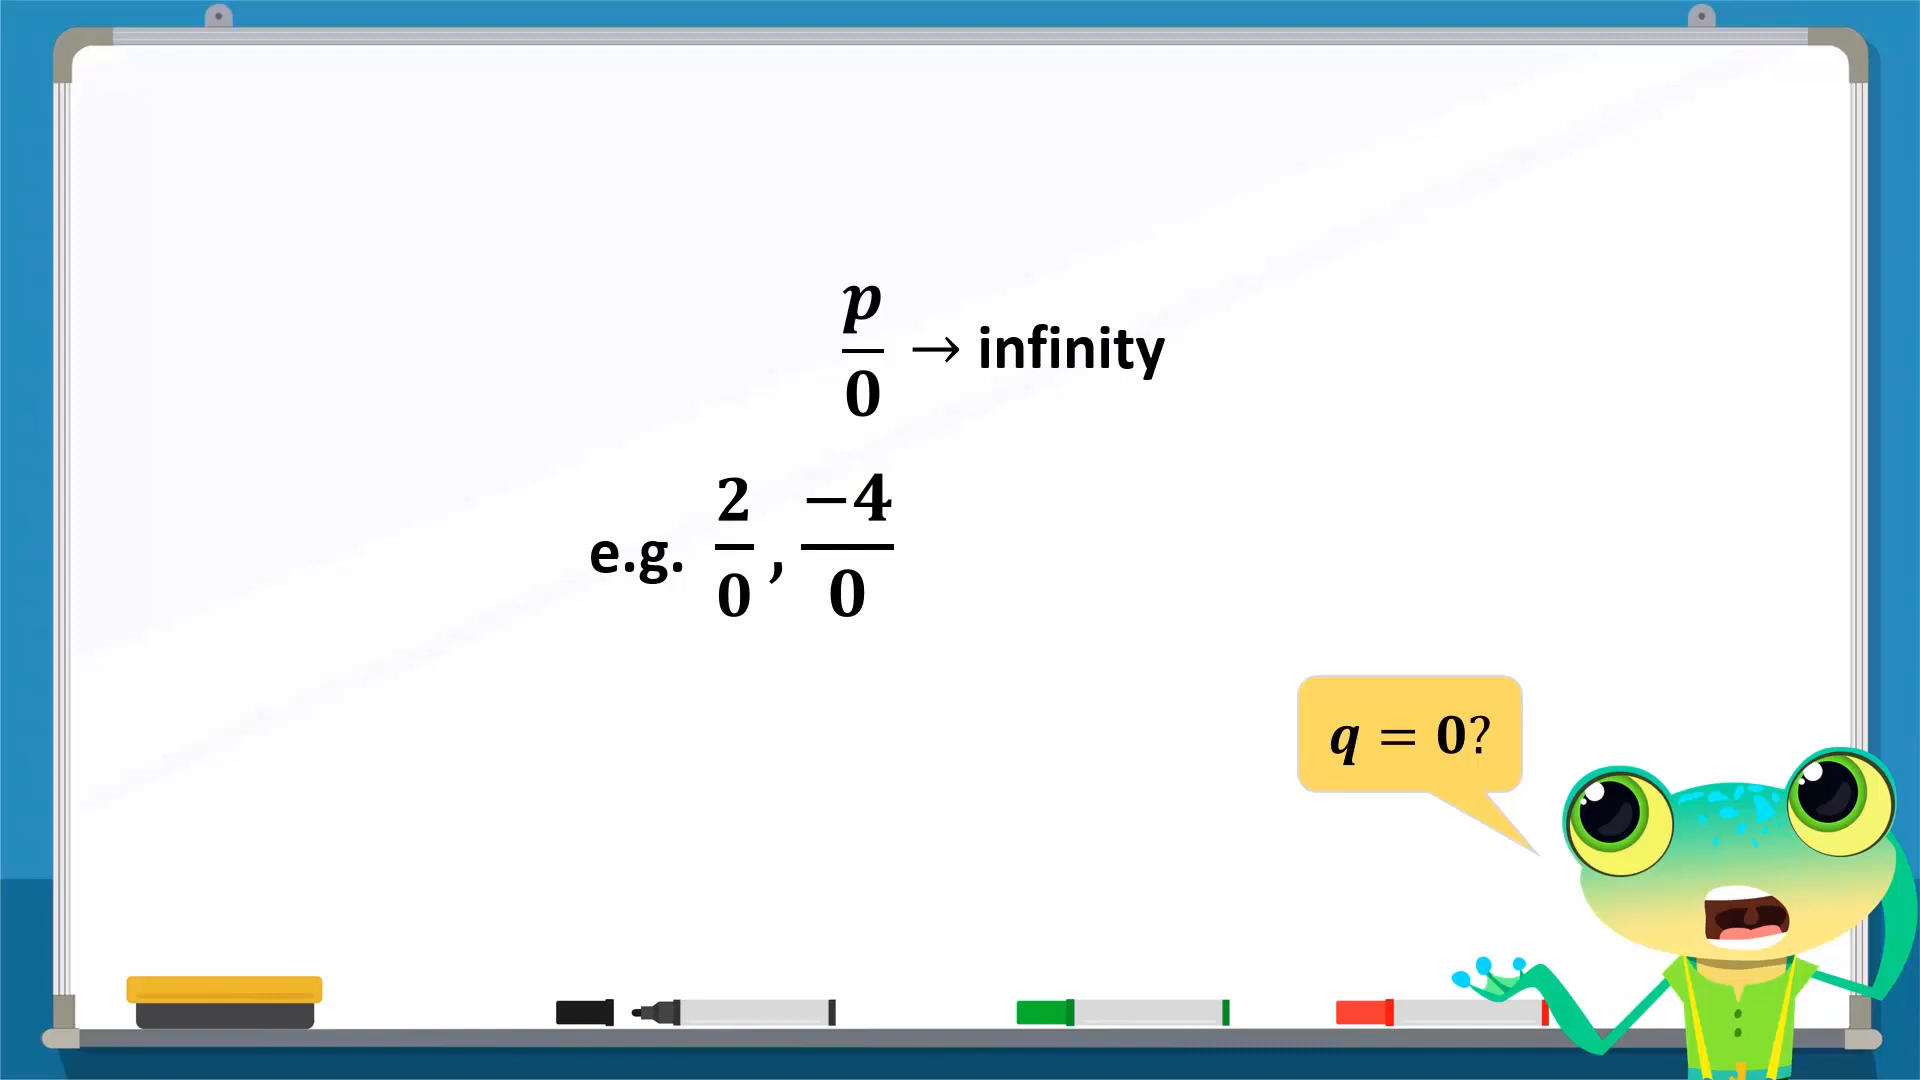 p/0 → infinity
e.g. 2/0 , −4/0
q = 0?